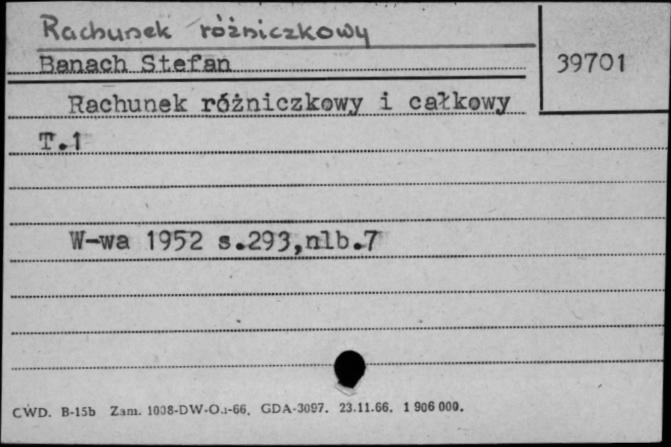 Rachunek różniczkowy
Banach Stefan
39701
Rachunek różniczkowy i całkowy
T.1
W-wa 1952 s.293,nlb.7
CWD. B-15b Zam. 1038-DW-O.i-66. GDA-3097. 23.11.66. 1 906 000.